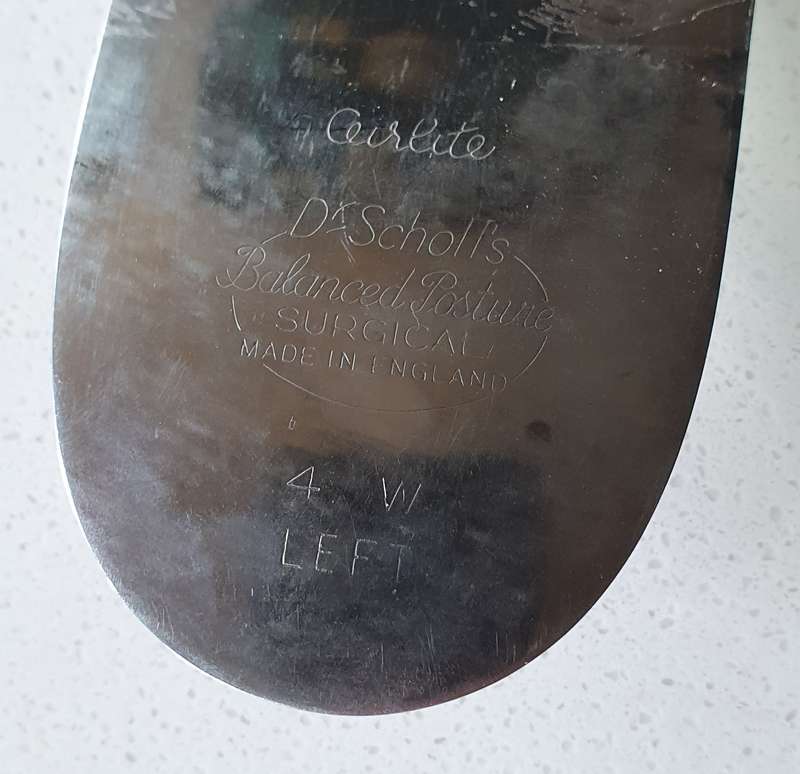 Airlite
Dr Scholl's
Balanced Posture
SURGICAL
MADE IN ENGLAND
4 W
LEFT